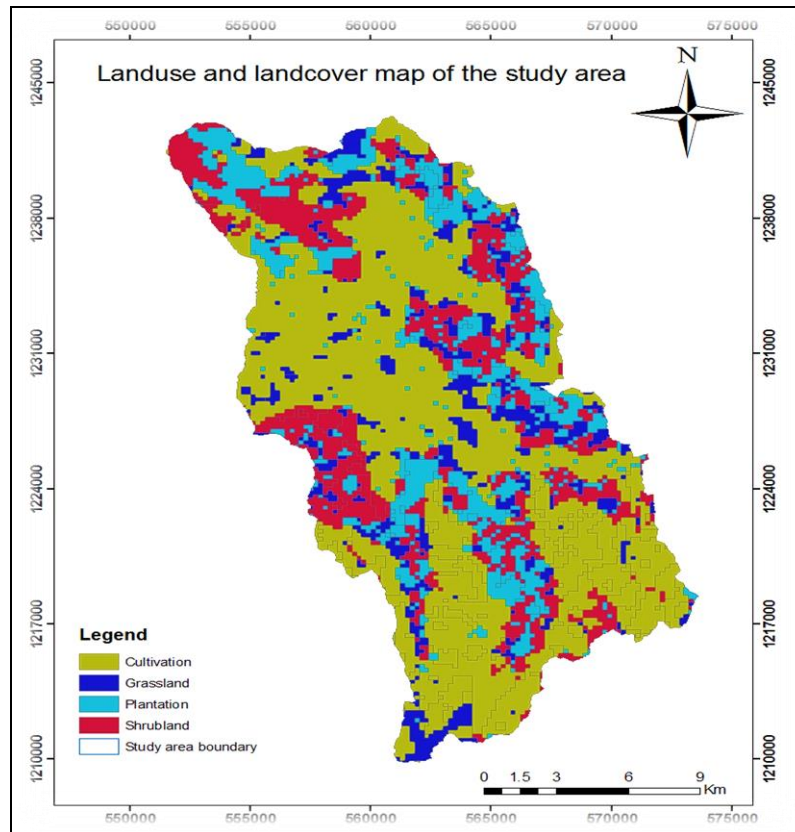 550000 555000 560000 565000 570000 575000
Landuse and landcover map of the study area
N
1245000 1245000
1238000 1238000
1231000 1231000
1224000 1224000
1217000 1217000
1210000 1210000
Legend
Cultivation
Grassland
Plantation
Shrubland
Study area boundary
0 1.5 3 6 9
Km
550000 555000 560000 565000 570000 575000